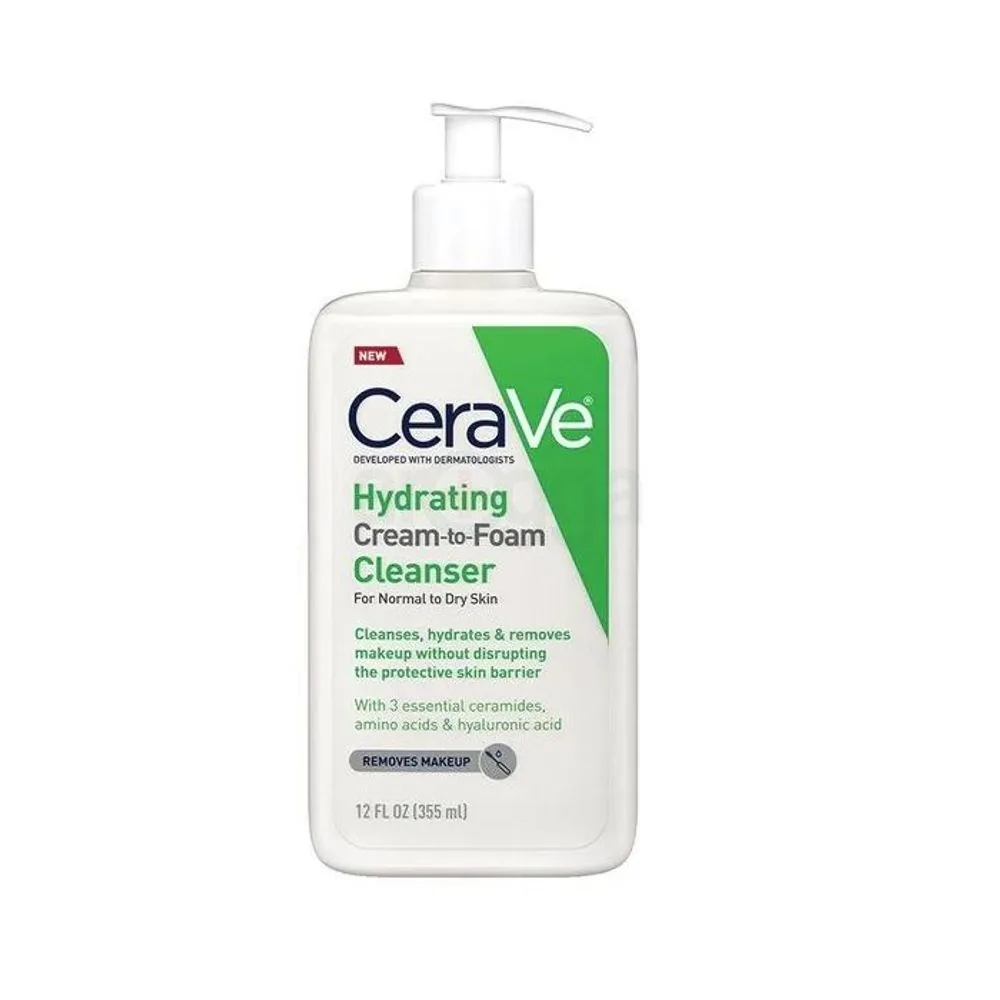 NEW
CeraVe®
DEVELOPED WITH DERMATOLOGISTS
Hydrating
Cream-to-Foam
Cleanser
For Normal to Dry Skin
Cleanses, hydrates & removes
makeup without disrupting
the protective skin barrier
With 3 essential ceramides,
amino acids & hyaluronic acid
REMOVES MAKEUP
12 FL OZ (355 ml)